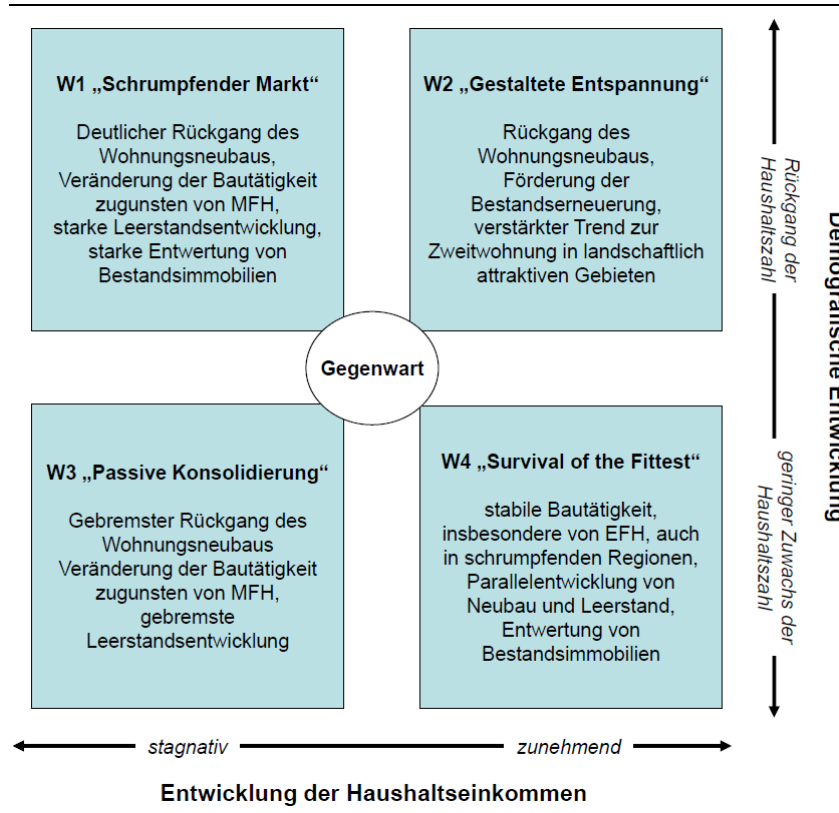 W1 „Schrumpfender Markt“
Deutlicher Rückgang des
Wohnungsneubaus,
Veränderung der Bautätigkeit
zugunsten von MFH,
starke Leerstandsentwicklung,
starke Entwertung von
Bestandsimmobilien
W2 „Gestaltete Entspannung“
Rückgang des
Wohnungsneubaus,
Förderung der
Bestandserneuerung,
verstärkter Trend zur
Zweitwohnung in landschaftlich
attraktiven Gebieten
Gegenwart
W3 „Passive Konsolidierung“
Gebremster Rückgang des
Wohnungsneubaus
Veränderung der Bautätigkeit
zugunsten von MFH,
gebremste
Leerstandsentwicklung
W4 „Survival of the Fittest“
stabile Bautätigkeit,
insbesondere von EFH, auch
in schrumpfenden Regionen,
Parallelentwicklung von
Neubau und Leerstand,
Entwertung von
Bestandsimmobilien
Rückgang der
Haushaltszahl
geringer Zuwachs der
Haushaltszahl
Demografische Entwicklung
stagnativ
zunehmend
Entwicklung der Haushaltseinkommen